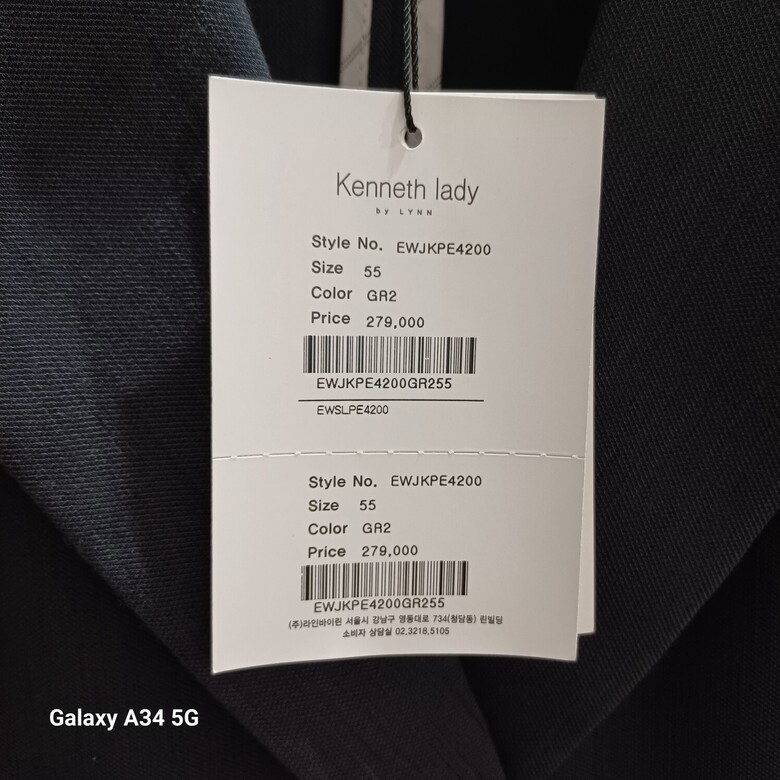 Kenneth lady
by LYNN
Style No. EWJKPE4200
Size 55
Color GR2
Price 279,000
EWJKPE4200GR255
EWSLPE4200
Style No. EWJKPE4200
Size 55
Color GR2
Price 279,000
EWJKPE4200GR255
(주)라인바이린 서울시 강남구 영동대로 734(청담동) 린빌딩
소비자 상담실 02.3218.5105
Galaxy A34 5G